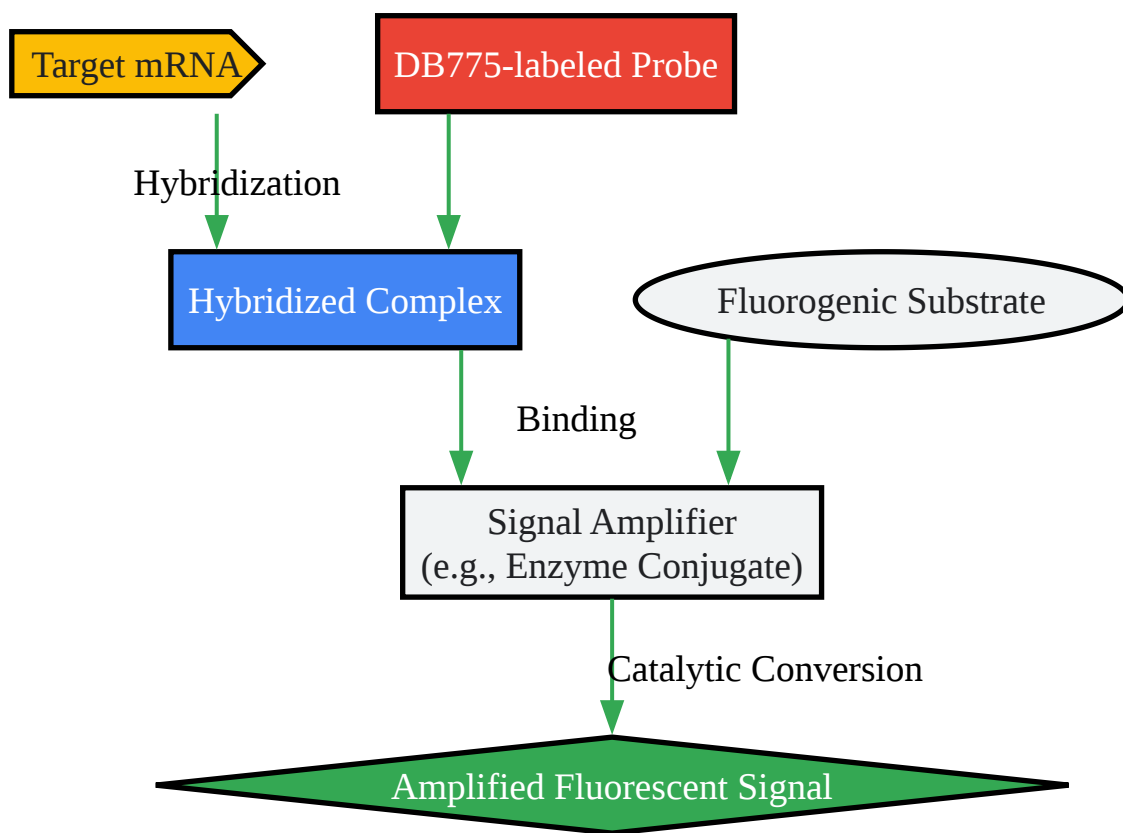 Target mRNA
DB775-labeled Probe
Hybridization
Hybridized Complex
Fluorogenic Substrate
Binding
Signal Amplifier
(e.g., Enzyme Conjugate)
Catalytic Conversion
Amplified Fluorescent Signal